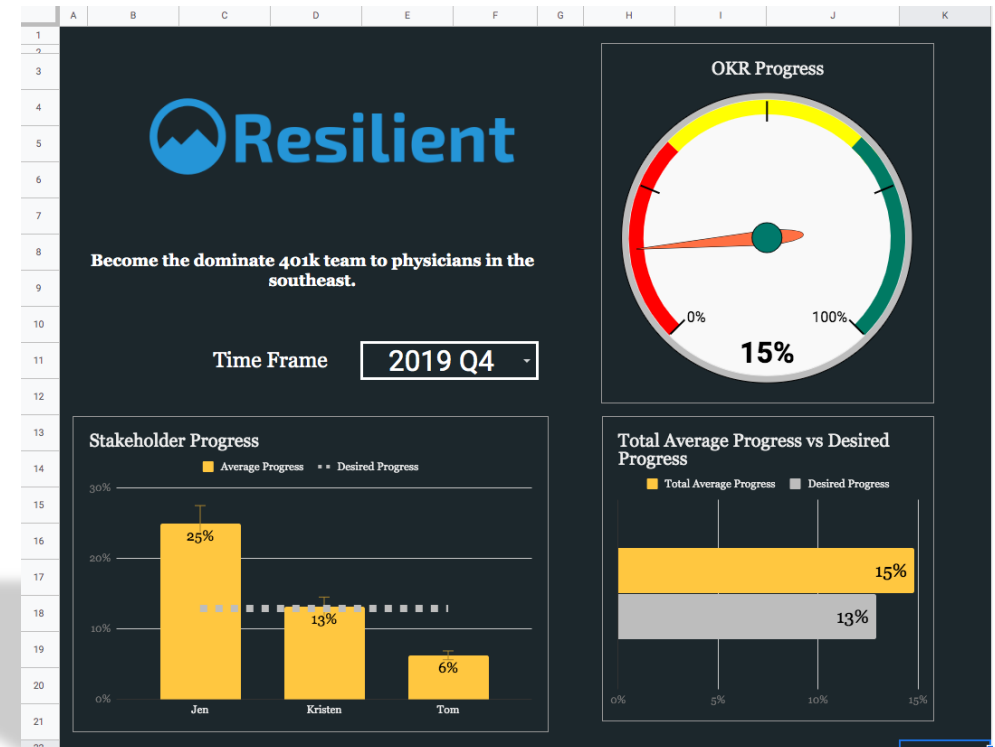 A B C D E F G H I J K
1
2
3
4
5
6
7
8
9
10
11
12
13
14
15
16
17
18
19
20
21
22
Resilient
Become the dominate 401k team to physicians in the
southeast.
Time Frame 2019 Q4
OKR Progress
0% 100%
15%
Stakeholder Progress
Average Progress Desired Progress
30%
20%
10%
0%
25%
13%
6%
Jen Kristen Tom
Total Average Progress vs Desired
Progress
Total Average Progress Desired Progress
15%
13%
0% 5% 10% 15%